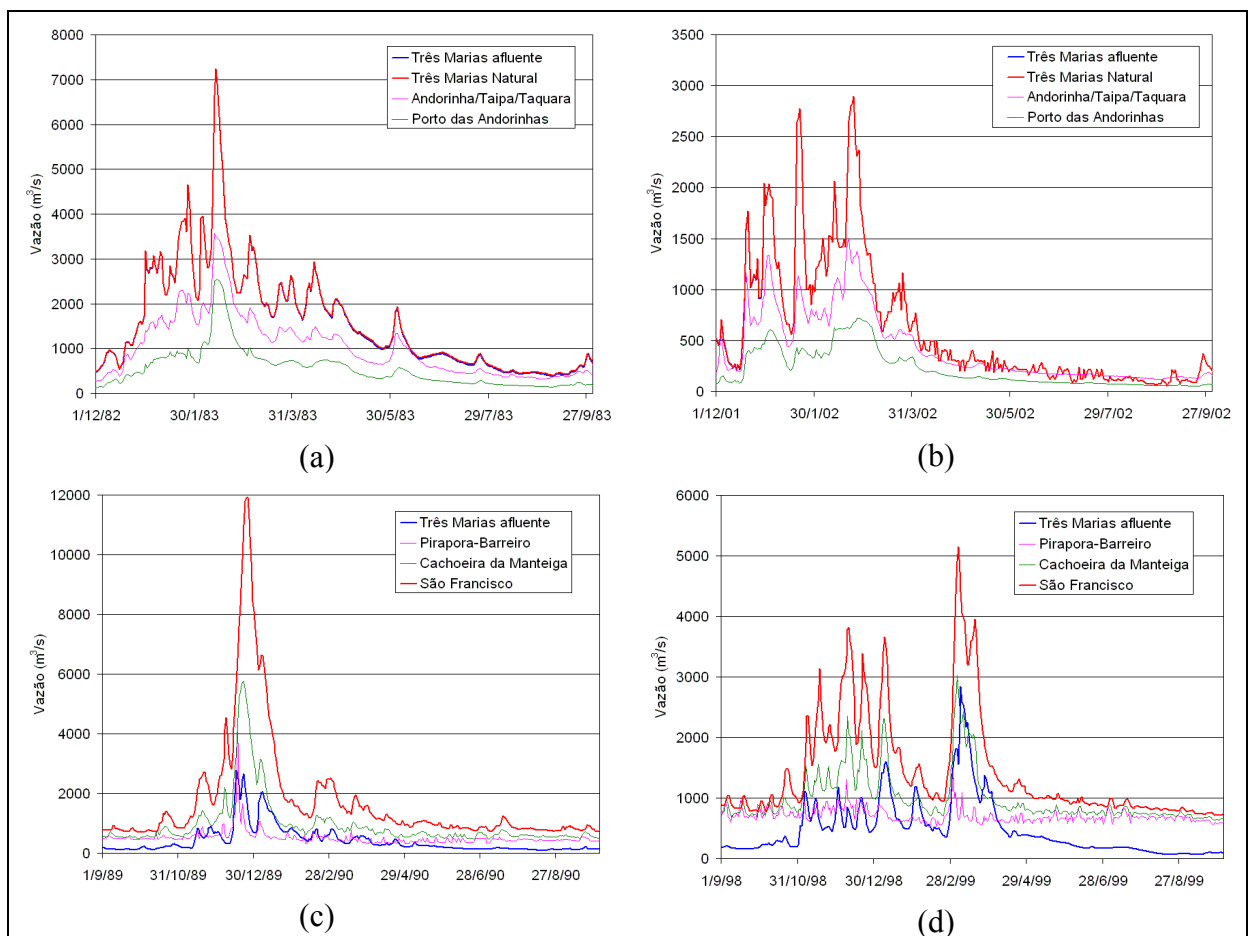 8000
7000
6000
5000
4000
3000
2000
1000
0
Vazão (m³/s)
1/12/82
30/1/83
31/3/83
30/5/83
29/7/83
27/9/83
Três Marias afluente
Três Marias Natural
Andorinha/Taipa/Taquara
Porto das Andorinhas
(a)
3500
3000
2500
2000
1500
1000
500
0
Vazão (m³/s)
1/12/01
30/1/02
31/3/02
30/5/02
29/7/02
27/9/02
Três Marias afluente
Três Marias Natural
Andorinha/Taipa/Taquara
Porto das Andorinhas
(b)
12000
10000
8000
6000
4000
2000
0
Vazão (m³/s)
1/9/89
31/10/89
30/12/89
28/2/90
29/4/90
28/6/90
27/8/90
Três Marias afluente
Pirapora-Barreiro
Cachoeira da Manteiga
São Francisco
(c)
6000
5000
4000
3000
2000
1000
0
Vazão (m³/s)
1/9/98
31/10/98
30/12/98
28/2/99
29/4/99
28/6/99
27/8/99
Três Marias afluente
Pirapora-Barreiro
Cachoeira da Manteiga
São Francisco
(d)